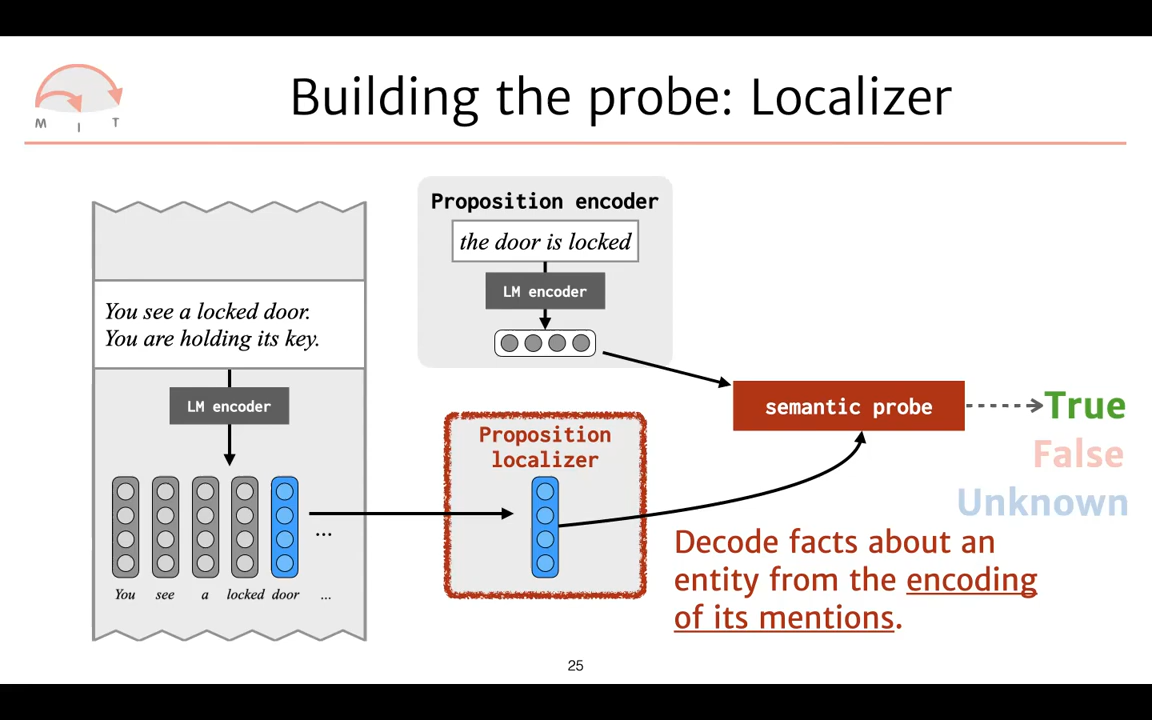 M I T
Building the probe: Localizer
You see a locked door.
You are holding its key.
LM encoder
You see a locked door ...
...
Proposition encoder
the door is locked
LM encoder
Proposition
localizer
semantic probe
True
False
Unknown
Decode facts about an
entity from the encoding
of its mentions.
25